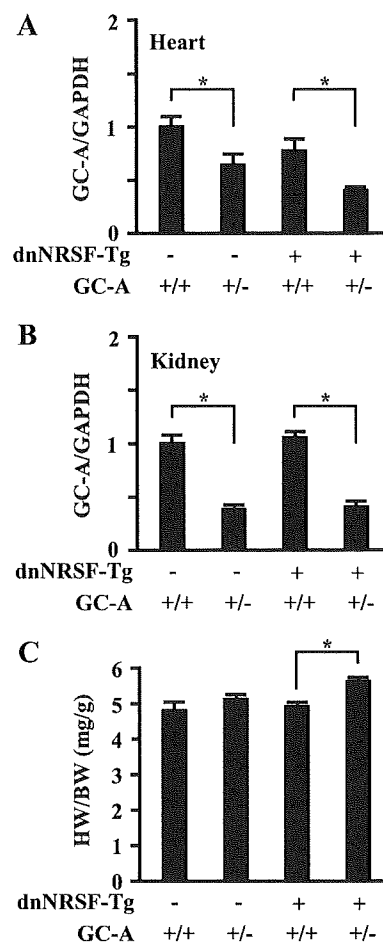 A
Heart
GC-A/GAPDH
2
1
0
*
*
dnNRSF-Tg - - + +
GC-A +/+ +/- +/+ +/-
B
Kidney
GC-A/GAPDH
2
1
0
*
*
dnNRSF-Tg - - + +
GC-A +/+ +/- +/+ +/-
C
HW/BW (mg/g)
6
5
4
3
2
1
0
*
dnNRSF-Tg - - + +
GC-A +/+ +/- +/+ +/-